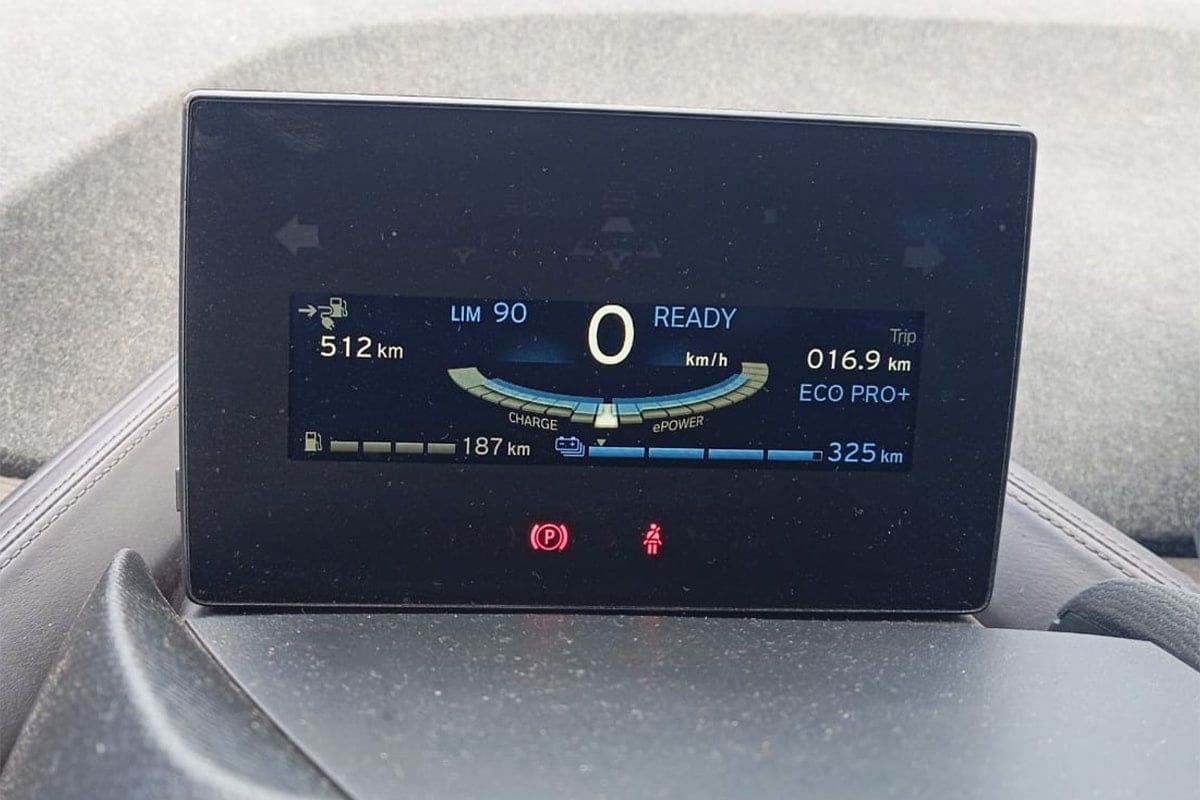 LIM 90
0
READY
512 km
km/h
Trip
016.9 km
ECO PRO+
CHARGE
ePOWER
187 km
325 km
P